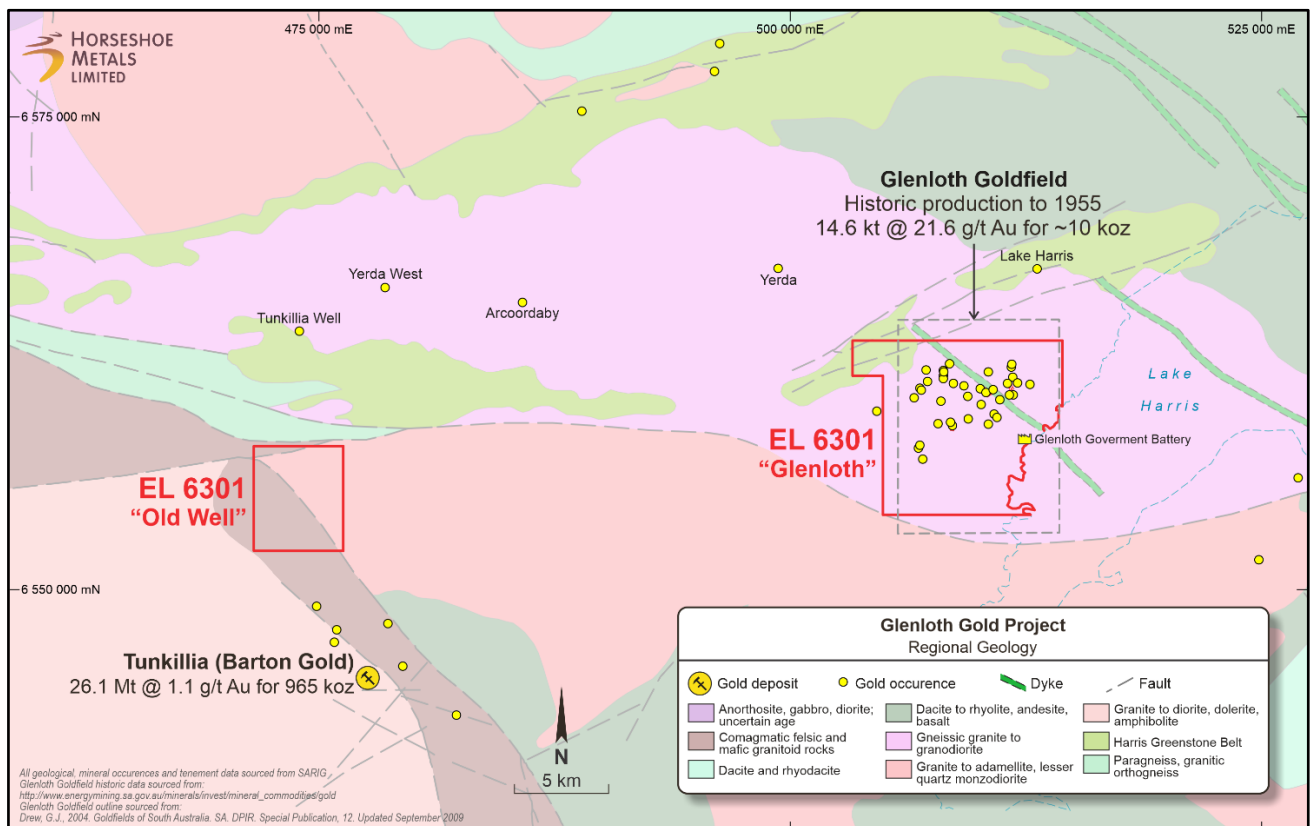 HORSESHOE
METALS
LIMITED
475 000 mE
500 000 mE
525 000 mE
6 575 000 mN
Glenloth Goldfield
Historic production to 1955
14.6 kt @ 21.6 g/t Au for ~10 koz
Lake Harris
Yerda West
Yerda
Arcoordaby
Tunkillia Well
Lake
Harris
EL 6301
“Glenloth”
Glenloth Goverment Battery
EL 6301
“Old Well”
6 550 000 mN
Tunkillia (Barton Gold)
26.1 Mt @ 1.1 g/t Au for 965 koz
N
5 km
Glenloth Gold Project
Regional Geology
Gold deposit
Gold occurence
Dyke
Fault
Anorthosite, gabbro, diorite;
uncertain age
Dacite to rhyolite, andesite,
basalt
Granite to diorite, dolerite,
amphibolite
Comagmatic felsic and
mafic granitoid rocks
Gneissic granite to
granodiorite
Harris Greenstone Belt
Dacite and rhyodacite
Granite to adamellite, lesser
quartz monzodiorite
Paragneiss, granitic
orthogneiss
All geological, mineral occurences and tenement data sourced from SARIG
Glenloth Goldfield historic data sourced from:
http://www.energymining.sa.gov.au/minerals/invest/mineral_commodities/gold
Glenloth Goldfield outline sourced from:
Drew, G.J., 2004. Goldfields of South Australia. SA. DPIR. Special Publication, 12. Updated September 2009